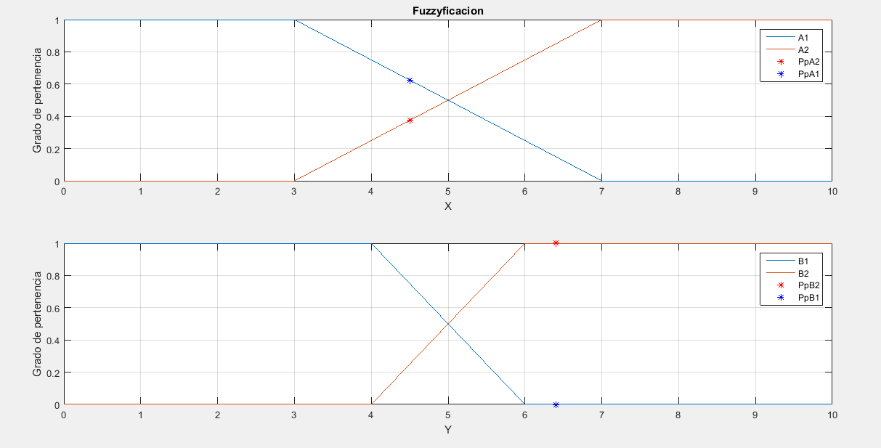 Fuzzyficacion
Grado de pertenencia
1
0.8
0.6
0.4
0.2
0
0 1 2 3 4 5 6 7 8 9 10
X
A1
A2
PpA2
PpA1
Grado de pertenencia
1
0.8
0.6
0.4
0.2
0
0 1 2 3 4 5 6 7 8 9 10
Y
B1
B2
PpB2
PpB1